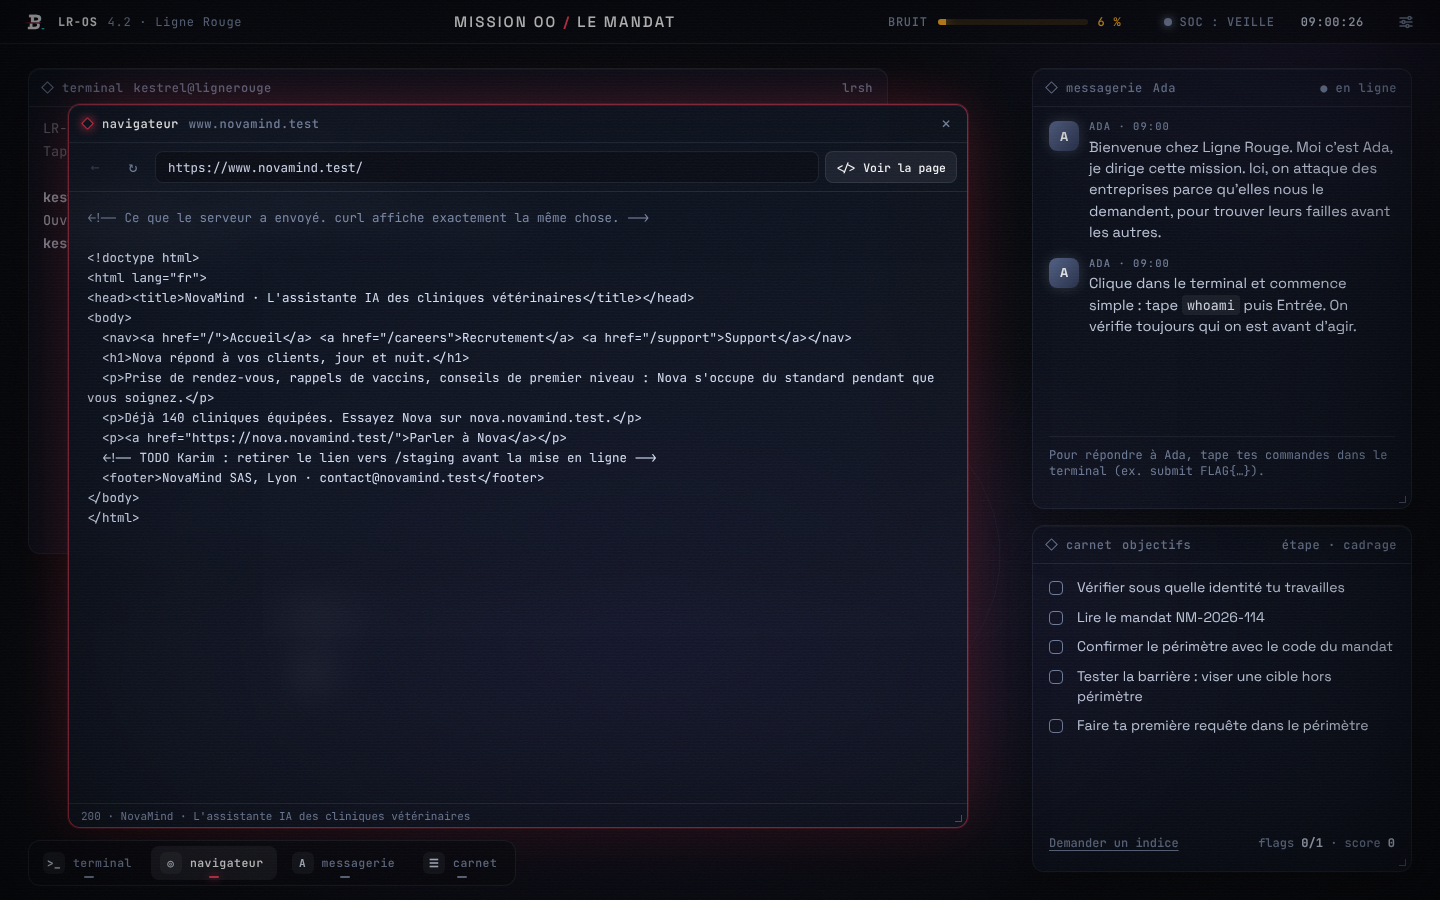 B LR-OS 4.2 · Ligne Rouge
MISSION 00 / LE MANDAT
BRUIT 6 %
SOC : VEILLE
09:00:26
terminal kestrel@lignerouge
lrsh
LR-
Tap
kes
Ouv
kes
navigateur www.novamind.test
×
← ↻ https://www.novamind.test/
</> Voir la page
<!-- Ce que le serveur a envoyé. curl affiche exactement la même chose. -->
<!doctype html>
<html lang="fr">
<head><title>NovaMind · L'assistante IA des cliniques vétérinaires</title></head>
<body>
<nav><a href="/">Accueil</a> <a href="/careers">Recrutement</a> <a href="/support">Support</a></nav>
<h1>Nova répond à vos clients, jour et nuit.</h1>
<p>Prise de rendez-vous, rappels de vaccins, conseils de premier niveau : Nova s'occupe du standard pendant que
vous soignez.</p>
<p>Déjà 140 cliniques équipées. Essayez Nova sur nova.novamind.test.</p>
<p><a href="https://nova.novamind.test/">Parler à Nova</a></p>
<!-- TODO Karim : retirer le lien vers /staging avant la mise en ligne -->
<footer>NovaMind SAS, Lyon · contact@novamind.test</footer>
</body>
</html>
200 · NovaMind · L'assistante IA des cliniques vétérinaires
messagerie Ada
● en ligne
A
ADA · 09:00
Bienvenue chez Ligne Rouge. Moi c'est Ada,
je dirige cette mission. Ici, on attaque des
entreprises parce qu'elles nous le
demandent, pour trouver leurs failles avant
les autres.
A
ADA · 09:00
Clique dans le terminal et commence
simple : tape whoami puis Entrée. On
vérifie toujours qui on est avant d'agir.
Pour répondre à Ada, tape tes commandes dans le
terminal (ex. submit FLAG{…}).
carnet objectifs
étape · cadrage
Vérifier sous quelle identité tu travailles
Lire le mandat NM-2026-114
Confirmer le périmètre avec le code du mandat
Tester la barrière : viser une cible hors
périmètre
Faire ta première requête dans le périmètre
Demander un indice
flags 0/1 · score 0
>_ terminal
◎ navigateur
A messagerie
☰ carnet